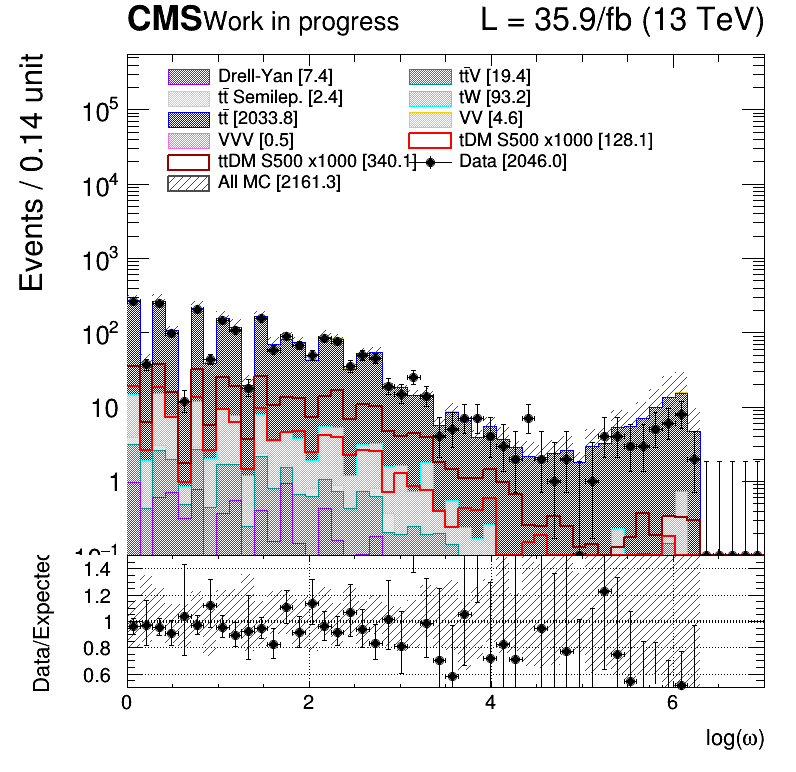 CMS Work in progress L = 35.9/fb (13 TeV)
Events / 0.14 unit
Drell-Yan [7.4] tt̄V [19.4]
tt̄ Semilep. [2.4] tW [93.2]
tt̄ [2033.8] VV [4.6]
VVV [0.5] tDM S500 x1000 [128.1]
ttDM S500 x1000 [340.1] Data [2046.0]
All MC [2161.3]
10⁵
10⁴
10³
10²
10
1
10⁻¹
Data/Expected
1.4
1.2
1
0.8
0.6
0 2 4 6
log(ω)